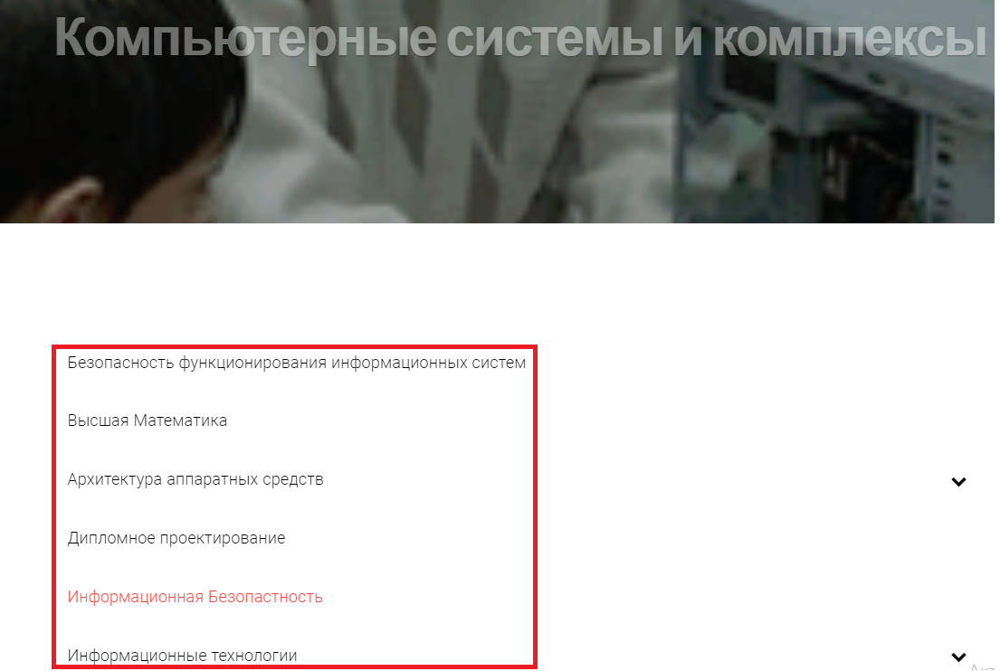 Компьютерные системы и комплексы
Безопасность функционирования информационных систем
Высшая Математика
Архитектура аппаратных средств
Дипломное проектирование
Информационная Безопастность
Информационные технологии